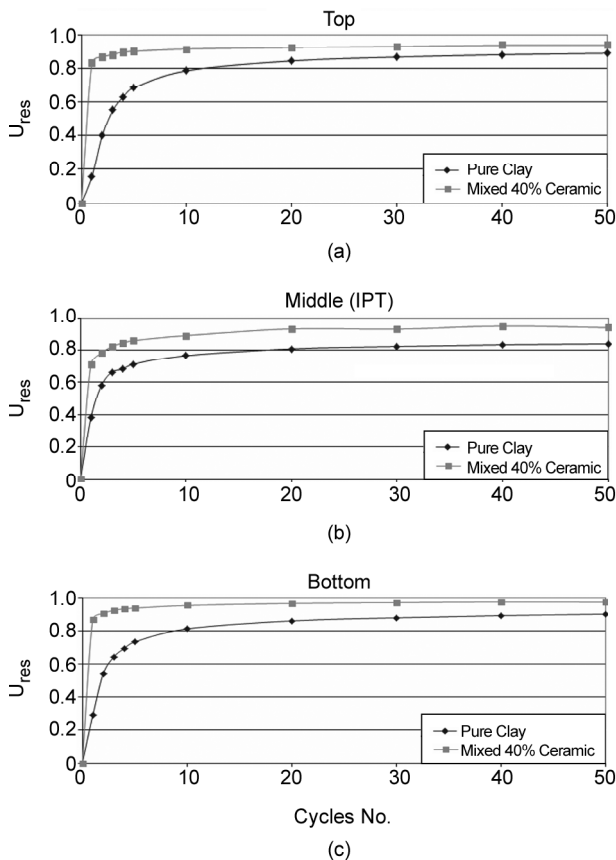 Top
1.0
0.8
0.6
0.4
0.2
0
U_res
Pure Clay
Mixed 40% Ceramic
0 10 20 30 40 50
(a)
Middle (IPT)
1.0
0.8
0.6
0.4
0.2
0
U_res
Pure Clay
Mixed 40% Ceramic
0 10 20 30 40 50
(b)
Bottom
1.0
0.8
0.6
0.4
0.2
0
U_res
Pure Clay
Mixed 40% Ceramic
0 10 20 30 40 50
Cycles No.
(c)